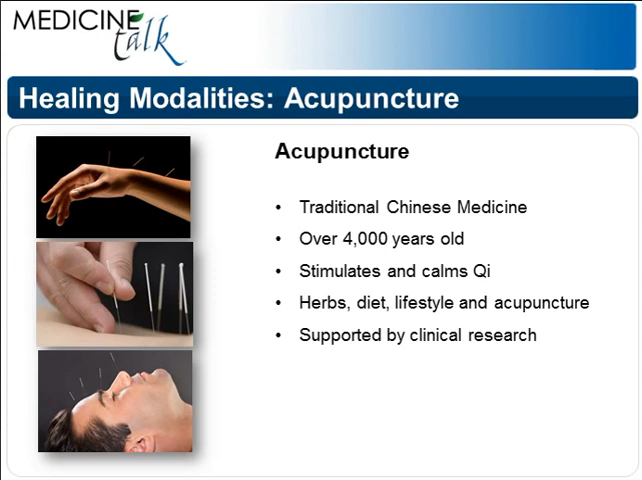 MEDICINE
talk
Healing Modalities: Acupuncture
Acupuncture
• Traditional Chinese Medicine
• Over 4,000 years old
• Stimulates and calms Qi
• Herbs, diet, lifestyle and acupuncture
• Supported by clinical research